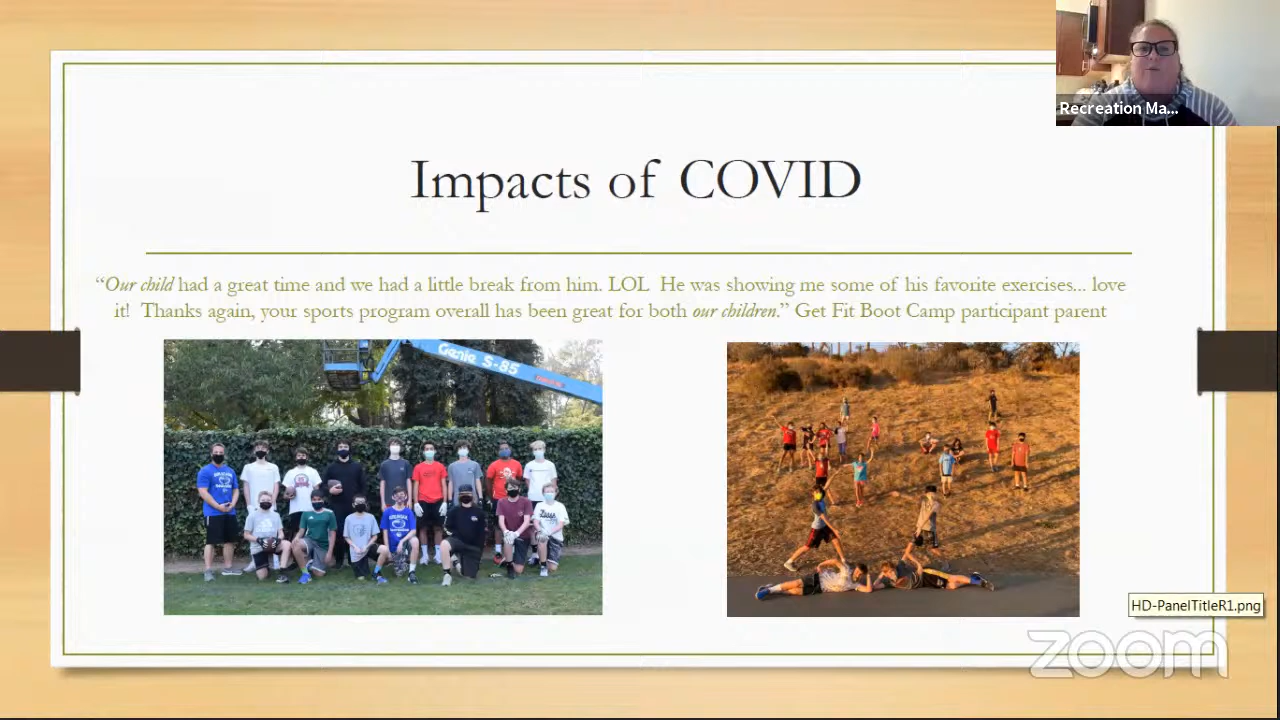 Recreation Ma...
Impacts of COVID
“Our child had a great time and we had a little break from him. LOL He was showing me some of his favorite exercises... love
it! Thanks again, your sports program overall has been great for both our children.” Get Fit Boot Camp participant parent
Genie S-85
HD-PanelTitleR1.png
zoom